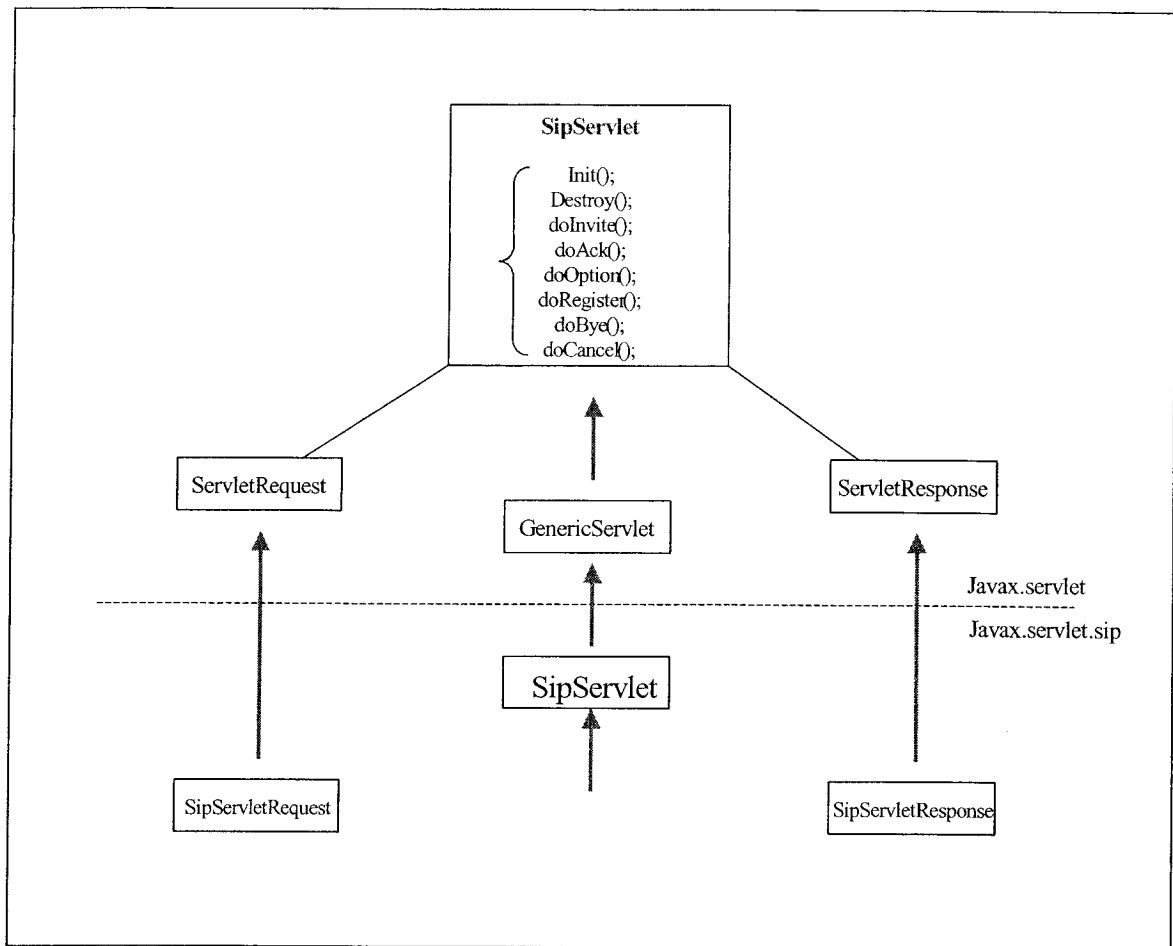 SipServlet
Init();
Destroy();
doInvite();
doAck();
doOption();
doRegister();
doBye();
doCancel();
ServletRequest
ServletResponse
GenericServlet
Javax.servlet
Javax.servlet.sip
SipServlet
SipServletRequest
SipServletResponse